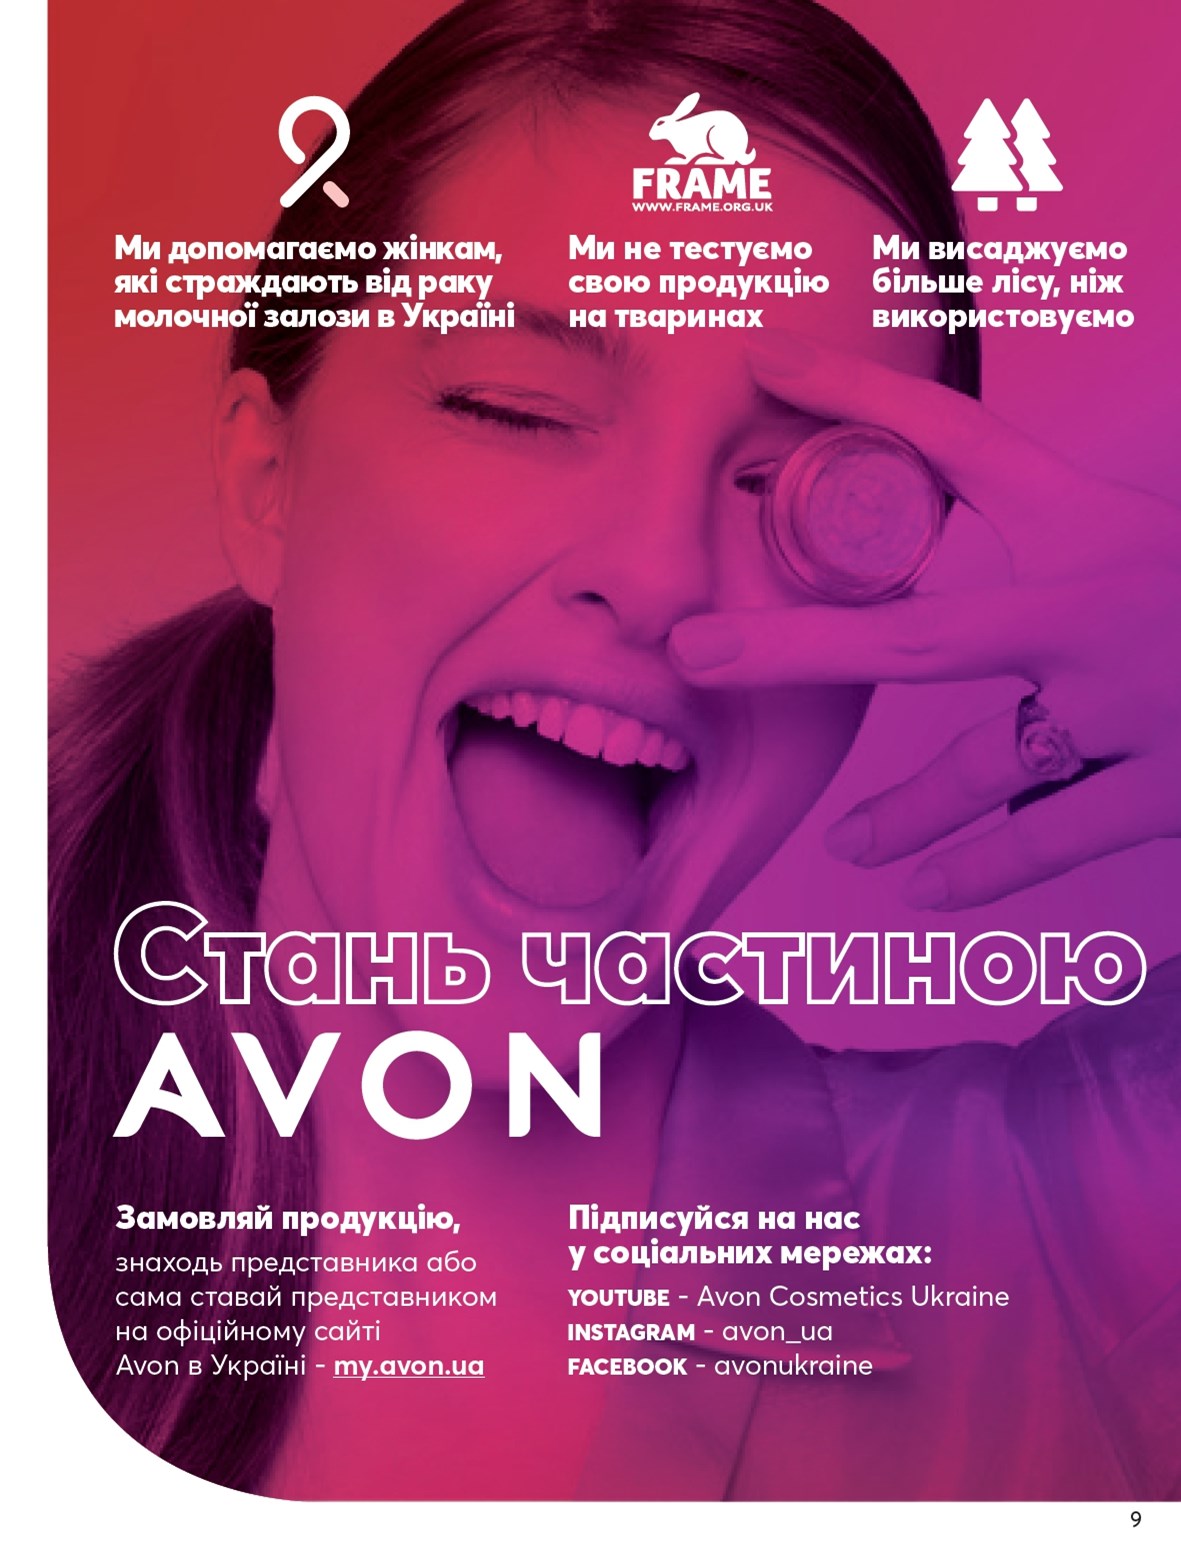 FRAME
WWW.FRAME.ORG.UK
Ми допомагаємо жінкам,
які страждають від раку
молочної залози в Україні
Ми не тестуємо
свою продукцію
на тваринах
Ми висаджуємо
більше лісу, ніж
використовуємо
Стань частиною
AVON
Замовляй продукцію,
знаходь представника або
сама ставай представником
на офіційному сайті
Avon в Україні - my.avon.ua
Підписуйся на нас
у соціальних мережах:
YOUTUBE - Avon Cosmetics Ukraine
INSTAGRAM - avon_ua
FACEBOOK - avonukraine
9